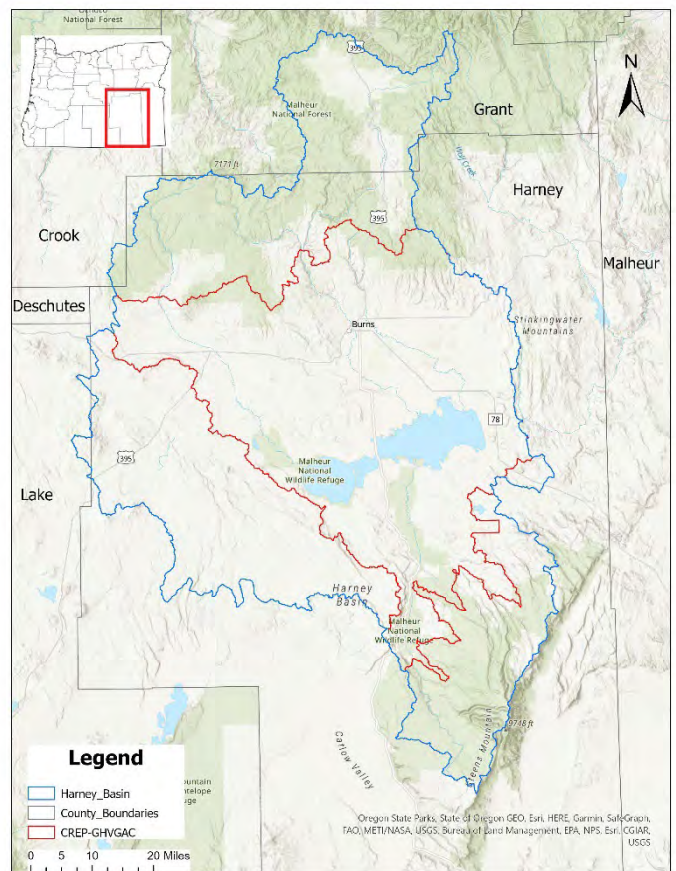 National Forest
395
Malheur
National Forest
Grant
N
Wolf Creek
7171 ft
Harney
Crook
395
Malheur
Deschutes
Burns
Stinkingwater
Mountains
78
395
Malheur
National
Wildlife Refuge
Lake
Harney
Basin
Malheur
National
Wildlife Refuge
9748 ft
Steens Mountain
Catlow Valley
Legend
Harney_Basin
County_Boundaries
CREP-GHVGAC
0 5 10 20 Miles
Oregon State Parks, State of Oregon GEO, Esri, HERE, Garmin, SafeGraph,
FAO, METI/NASA, USGS, Bureau of Land Management, EPA, NPS, Esri, CGIAR,
USGS